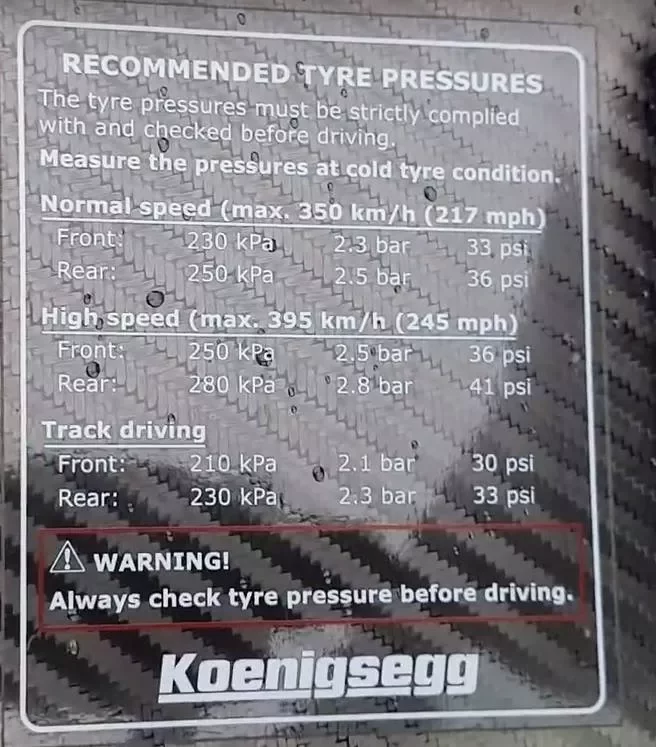 RECOMMENDED TYRE PRESSURES
The tyre pressures must be strictly complied
with and checked before driving.
Measure the pressures at cold tyre condition.
Normal speed (max. 350 km/h (217 mph)
Front: 230 kPa 2.3 bar 33 psi
Rear: 250 kPa 2.5 bar 36 psi
High speed (max. 395 km/h (245 mph)
Front: 250 kPa 2.5 bar 36 psi
Rear: 280 kPa 2.8 bar 41 psi
Track driving
Front: 210 kPa 2.1 bar 30 psi
Rear: 230 kPa 2.3 bar 33 psi
WARNING!
Always check tyre pressure before driving.
Koenigsegg